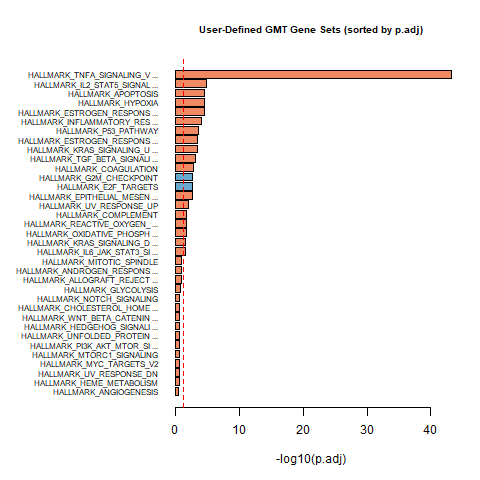 User-Defined GMT Gene Sets (sorted by p.adj)
HALLMARK_TNFA_SIGNALING_V ...
HALLMARK_IL2_STAT5_SIGNAL ...
HALLMARK_APOPTOSIS
HALLMARK_HYPOXIA
HALLMARK_ESTROGEN_RESPONS ...
HALLMARK_INFLAMMATORY_RES ...
HALLMARK_P53_PATHWAY
HALLMARK_ESTROGEN_RESPONS ...
HALLMARK_KRAS_SIGNALING_U ...
HALLMARK_TGF_BETA_SIGNALI ...
HALLMARK_COAGULATION
HALLMARK_G2M_CHECKPOINT
HALLMARK_E2F_TARGETS
HALLMARK_EPITHELIAL_MESEN ...
HALLMARK_UV_RESPONSE_UP
HALLMARK_COMPLEMENT
HALLMARK_REACTIVE_OXYGEN_ ...
HALLMARK_OXIDATIVE_PHOSPH ...
HALLMARK_KRAS_SIGNALING_D ...
HALLMARK_IL6_JAK_STAT3_SI ...
HALLMARK_MITOTIC_SPINDLE
HALLMARK_ANDROGEN_RESPONS ...
HALLMARK_ALLOGRAFT_REJECT ...
HALLMARK_GLYCOLYSIS
HALLMARK_NOTCH_SIGNALING
HALLMARK_CHOLESTEROL_HOME ...
HALLMARK_WNT_BETA_CATENIN ...
HALLMARK_HEDGEHOG_SIGNALI ...
HALLMARK_UNFOLDED_PROTEIN ...
HALLMARK_PI3K_AKT_MTOR_SI ...
HALLMARK_MTORC1_SIGNALING
HALLMARK_MYC_TARGETS_V2
HALLMARK_UV_RESPONSE_DN
HALLMARK_HEME_METABOLISM
HALLMARK_ANGIOGENESIS
0 10 20 30 40
-log10(p.adj)